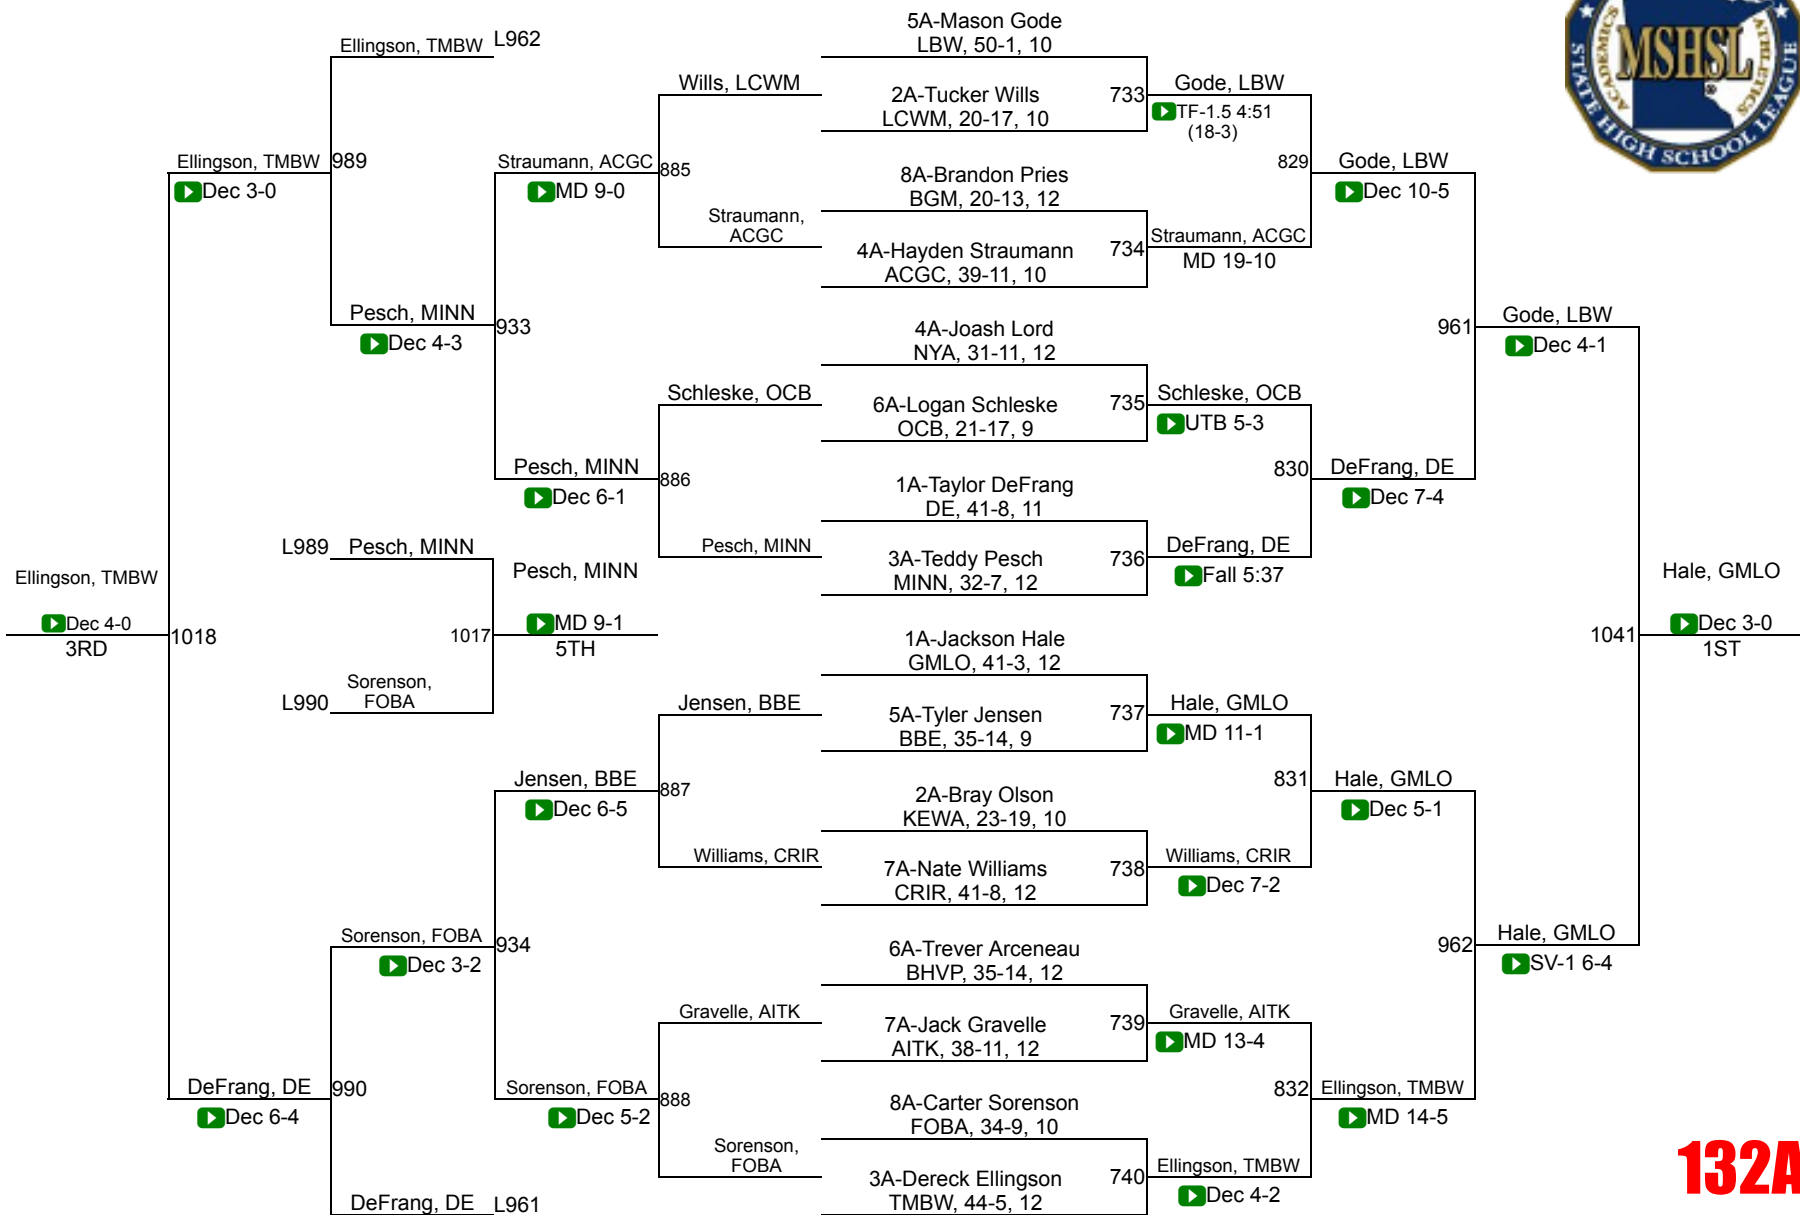 5A-Mason Gode
LBW, 50-1, 10
Ellingson, TMBW L962
Wills, LCWM
2A-Tucker Wills
LCWM, 20-17, 10
733
Gode, LBW
TF-1.5 4:51
(18-3)
Ellingson, TMBW
989
Dec 3-0
Straumann, ACGC
885
MD 9-0
8A-Brandon Pries
BGM, 20-13, 12
829
Gode, LBW
Dec 10-5
Straumann,
ACGC
4A-Hayden Straumann
ACGC, 39-11, 10
734
Straumann, ACGC
MD 19-10
Pesch, MINN
933
Dec 4-3
4A-Joash Lord
NYA, 31-11, 12
961
Gode, LBW
Dec 4-1
Schleske, OCB
6A-Logan Schleske
OCB, 21-17, 9
735
Schleske, OCB
UTB 5-3
Pesch, MINN
886
Dec 6-1
1A-Taylor DeFrang
DE, 41-8, 11
830
DeFrang, DE
Dec 7-4
L989 Pesch, MINN
Pesch, MINN
3A-Teddy Pesch
MINN, 32-7, 12
736
DeFrang, DE
Fall 5:37
Ellingson, TMBW
Dec 4-0
3RD
1018
1017
Pesch, MINN
MD 9-1
5TH
1A-Jackson Hale
GMLO, 41-3, 12
1041
Hale, GMLO
Dec 3-0
1ST
L990
Sorenson,
FOBA
Jensen, BBE
5A-Tyler Jensen
BBE, 35-14, 9
737
Hale, GMLO
MD 11-1
Jensen, BBE
887
Dec 6-5
2A-Bray Olson
KEWA, 23-19, 10
831
Hale, GMLO
Dec 5-1
Williams, CRIR
7A-Nate Williams
CRIR, 41-8, 12
738
Williams, CRIR
Dec 7-2
Sorenson, FOBA
934
Dec 3-2
6A-Trever Arceneau
BHVP, 35-14, 12
962
Hale, GMLO
SV-1 6-4
Gravelle, AITK
7A-Jack Gravelle
AITK, 38-11, 12
739
Gravelle, AITK
MD 13-4
DeFrang, DE
990
Dec 6-4
Sorenson, FOBA
888
Dec 5-2
8A-Carter Sorenson
FOBA, 34-9, 10
832
Ellingson, TMBW
MD 14-5
Sorenson,
FOBA
3A-Dereck Ellingson
TMBW, 44-5, 12
740
Ellingson, TMBW
Dec 4-2
DeFrang, DE L961
132A
MSHSL
ACADEMICS
ATHLETICS
STATE HIGH SCHOOL LEAGUE